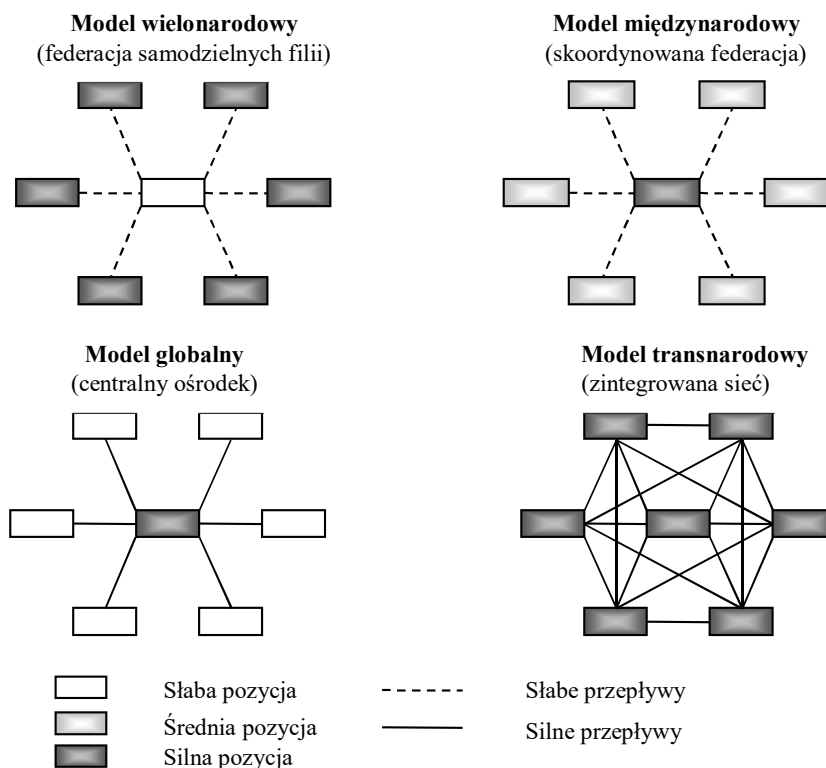 Model wielonarodowy
(federacja samodzielnych filii)
Model międzynarodowy
(skoordynowana federacja)
Model globalny
(centralny ośrodek)
Model transnarodowy
(zintegrowana sieć)
Słaba pozycja
Słabe przepływy
Średnia pozycja
Silne przepływy
Silna pozycja